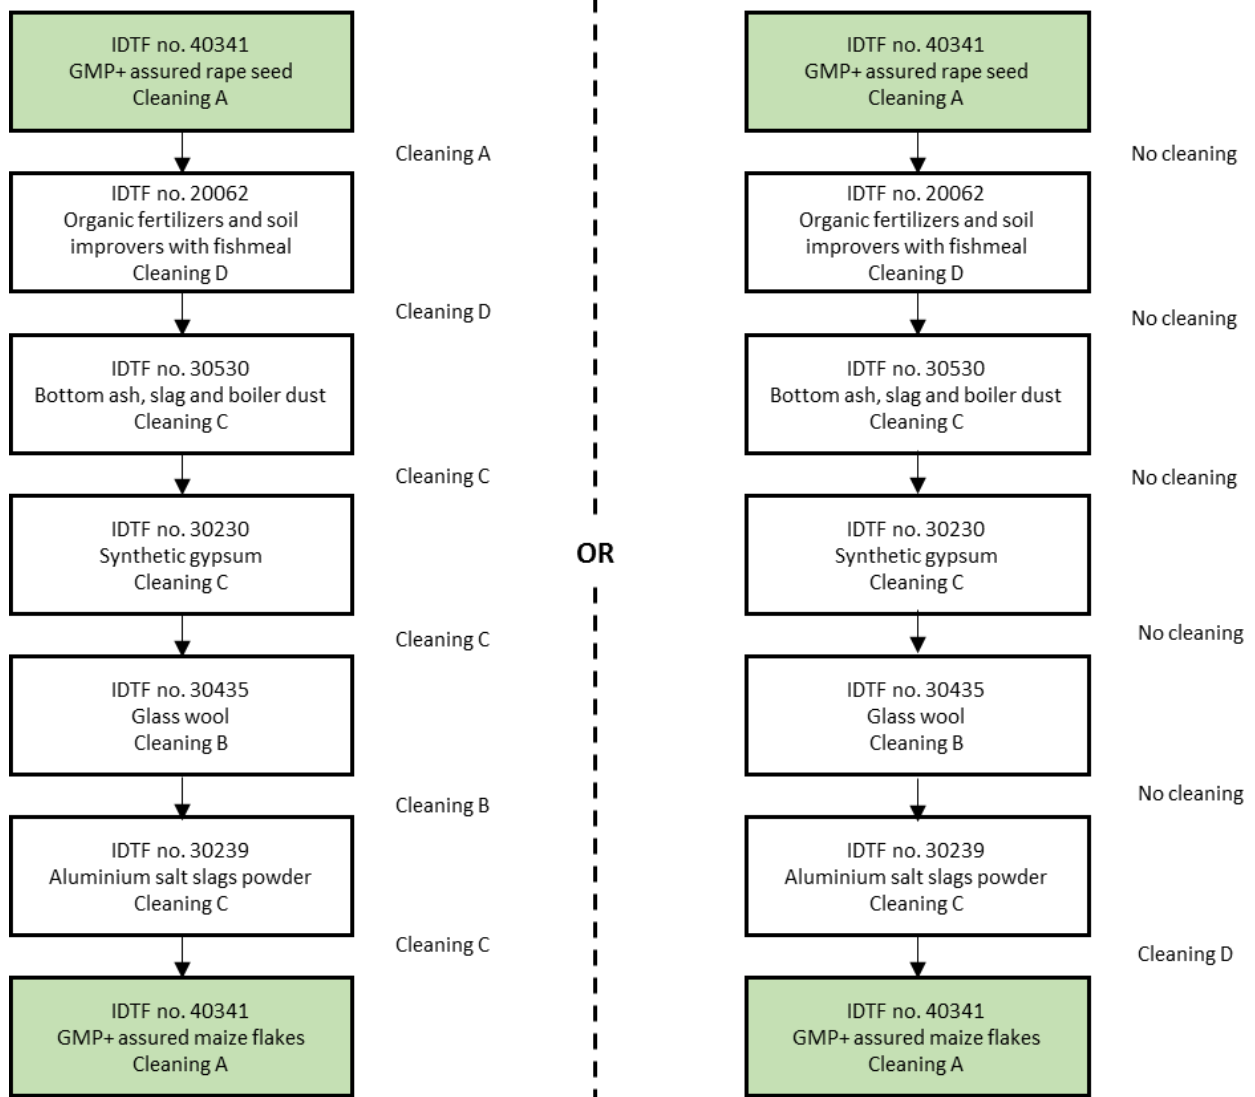 IDTF no. 40341
GMP+ assured rape seed
Cleaning A
Cleaning A
IDTF no. 20062
Organic fertilizers and soil
improvers with fishmeal
Cleaning D
Cleaning D
IDTF no. 30530
Bottom ash, slag and boiler dust
Cleaning C
Cleaning C
IDTF no. 30230
Synthetic gypsum
Cleaning C
Cleaning C
IDTF no. 30435
Glass wool
Cleaning B
Cleaning B
IDTF no. 30239
Aluminium salt slags powder
Cleaning C
Cleaning C
IDTF no. 40341
GMP+ assured maize flakes
Cleaning A
OR
IDTF no. 40341
GMP+ assured rape seed
Cleaning A
No cleaning
IDTF no. 20062
Organic fertilizers and soil
improvers with fishmeal
Cleaning D
No cleaning
IDTF no. 30530
Bottom ash, slag and boiler dust
Cleaning C
No cleaning
IDTF no. 30230
Synthetic gypsum
Cleaning C
No cleaning
IDTF no. 30435
Glass wool
Cleaning B
No cleaning
IDTF no. 30239
Aluminium salt slags powder
Cleaning C
Cleaning D
IDTF no. 40341
GMP+ assured maize flakes
Cleaning A